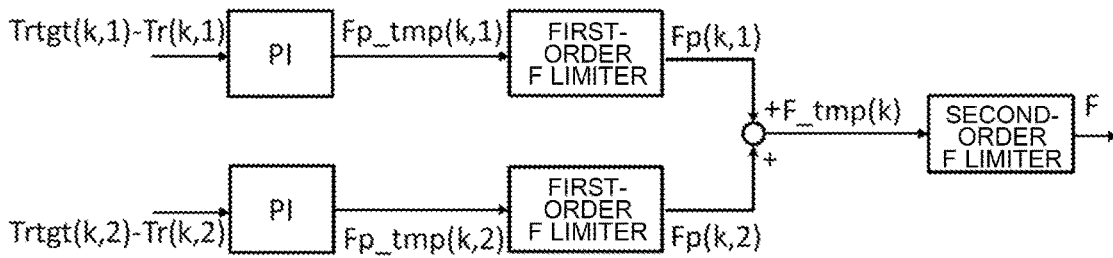 Trtgt(k,1)-Tr(k,1)
PI
Fp_tmp(k,1)
FIRST-
ORDER
F LIMITER
Fp(k,1)
+
F_tmp(k)
+
SECOND-
ORDER
F LIMITER
F
Trtgt(k,2)-Tr(k,2)
PI
Fp_tmp(k,2)
FIRST-
ORDER
F LIMITER
Fp(k,2)